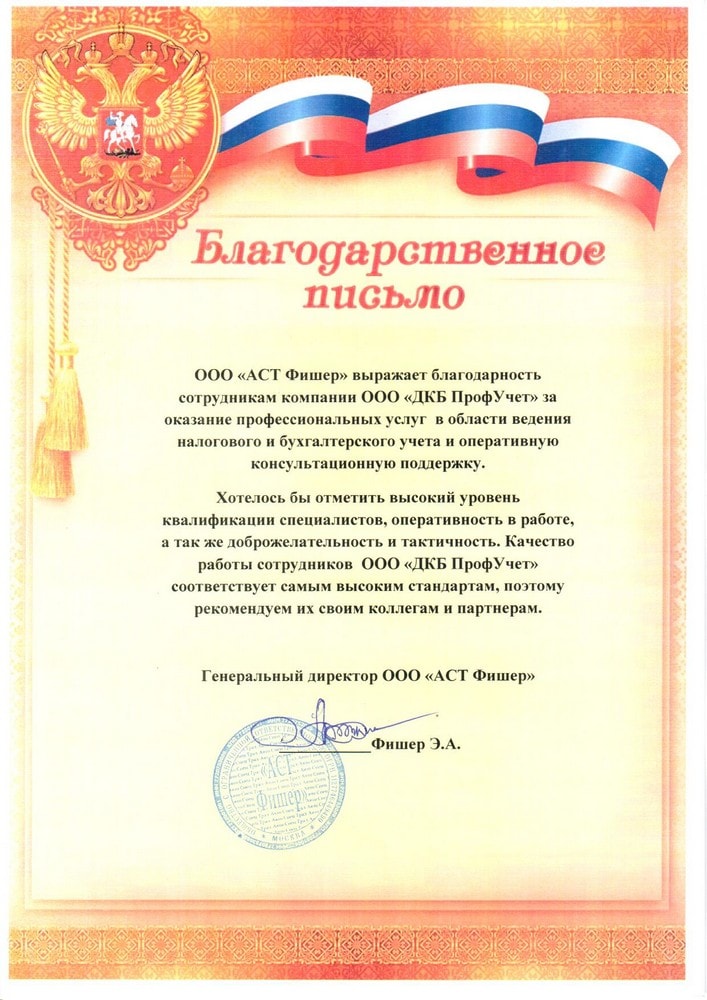 Благодарственное
письмо
ООО «АСТ Фишер» выражает благодарность
сотрудникам компании ООО «ДКБ ПрофУчет» за
оказание профессиональных услуг в области ведения
налогового и бухгалтерского учета и оперативную
консультационную поддержку.
Хотелось бы отметить высокий уровень
квалификации специалистов, оперативность в работе,
а так же доброжелательность и тактичность. Качество
работы сотрудников ООО «ДКБ ПрофУчет»
соответствует самым высоким стандартам, поэтому
рекомендуем их своим коллегам и партнерам.
Генеральный директор ООО «АСТ Фишер»
Фишер Э.А.
«АСТ
Фишер»
МОСКВА